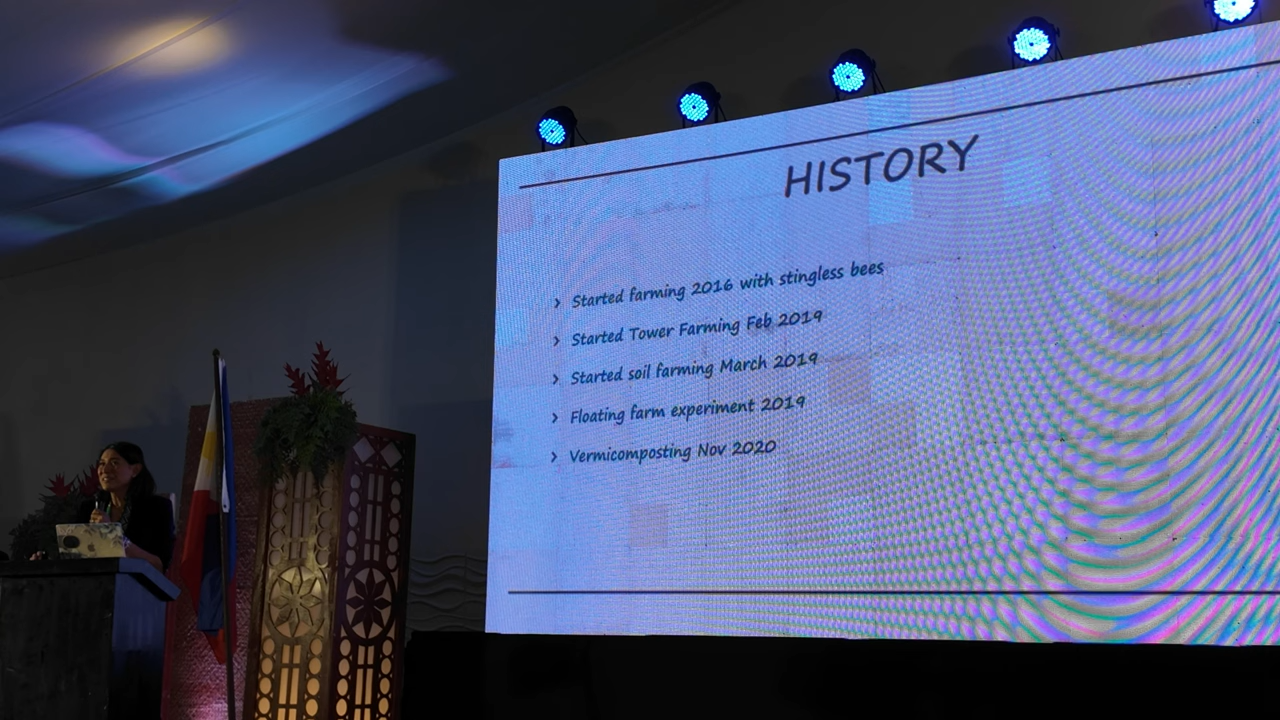 HISTORY
› Started farming 2016 with stingless bees
› Started Tower Farming Feb 2019
› Started soil farming March 2019
› Floating farm experiment 2019
› Vermicomposting Nov 2020